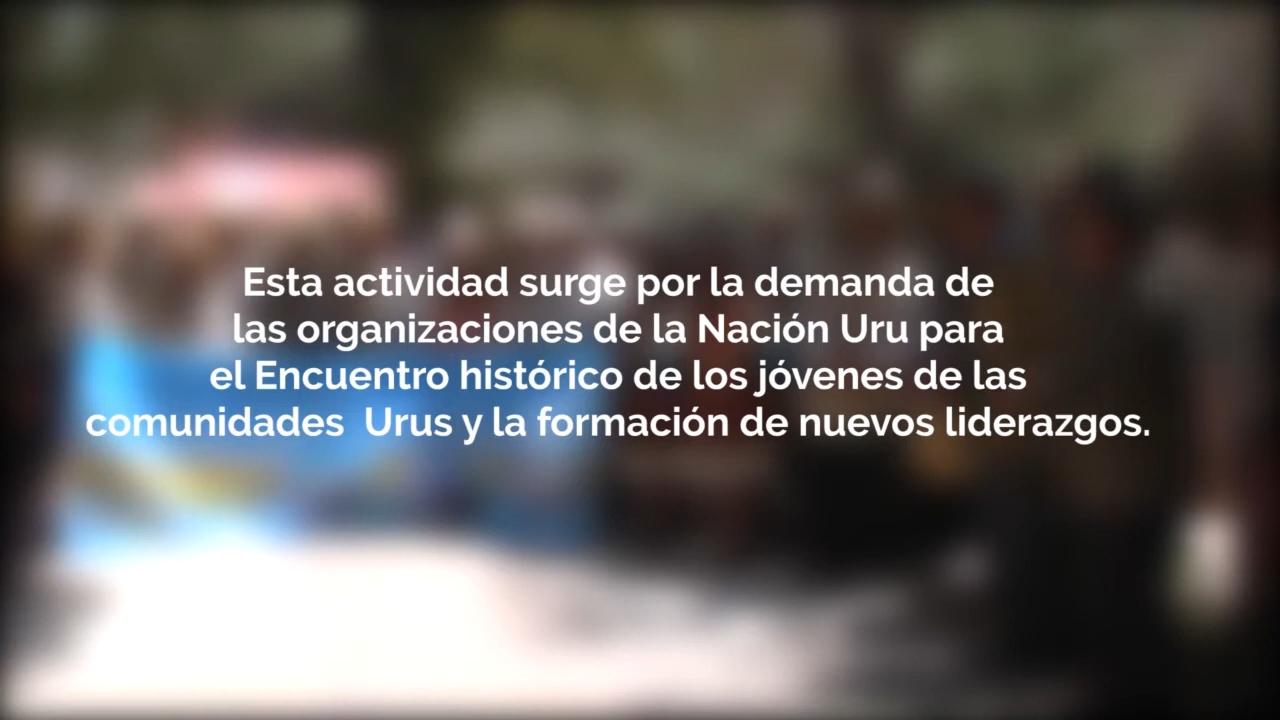 Esta actividad surge por la demanda de
las organizaciones de la Nación Uru para
el Encuentro histórico de los jóvenes de las
comunidades  Urus y la formación de nuevos liderazgos.